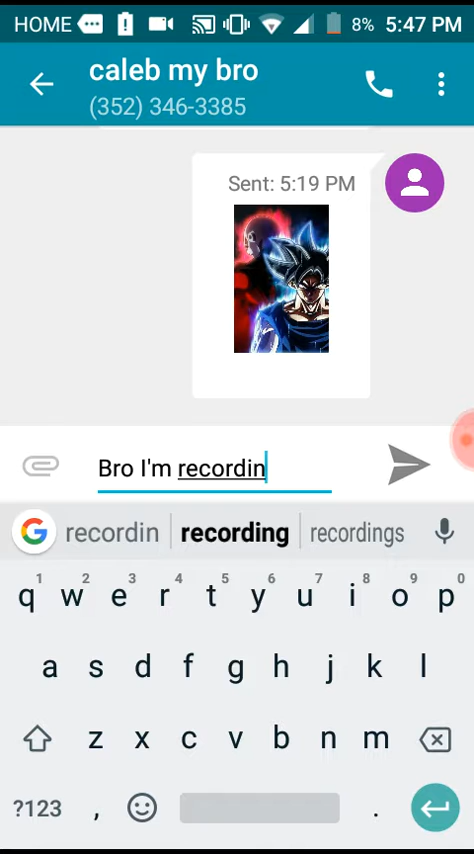 HOME 8% 5:47 PM
caleb my bro
(352) 346-3385
Sent: 5:19 PM
Bro I'm recordin
recordin recording recordings
1 2 3 4 5 6 7 8 9 0
q w e r t y u i o p
a s d f g h j k l
z x c v b n m
?123 , .